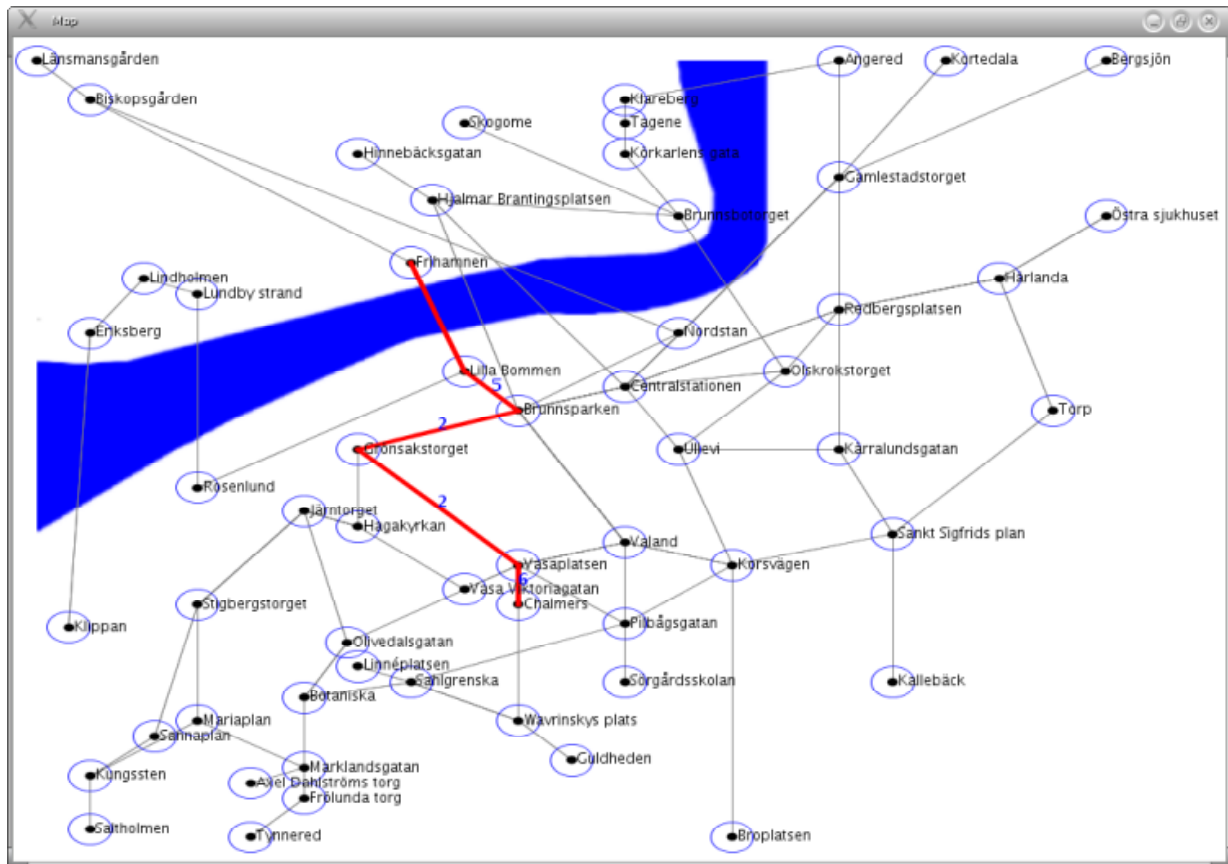 Map
Länsmansgården
Angered
Kortedala
Bergsjön
Biskopsgården
Klareberg
Skogome
Tagene
Hinnebäcksgatan
Körkarlens gata
Gamlestadstorget
Hjalmar Brantingsplatsen
Brunnsbotorget
Östra sjukhuset
Frihamnen
Lindholmen
Härlanda
Lundby strand
Redbergsplatsen
Eriksberg
Nordstan
Lilla Bommen
Olskrokstorget
5
Centralstationen
Brunnsparken
Torp
2
Grönsakstorget
Ullevi
Kärralundsgatan
Rosenlund
2
Järntorget
Hagakyrkan
Valand
Sankt Sigfrids plan
Vasaplatsen
Korsvägen
6
Vasa Viktoriagatan
Stigbergstorget
Chalmers
Klippan
Pilbågsgatan
Olivedalsgatan
Linnéplatsen
Sahlgrenska
Sörgårdsskolan
Kallebäck
Botaniska
Mariaplan
Wavrinskys plats
Sannaplan
Guldheden
Kungssten
Marklandsgatan
Axel Dahlströms torg
Frölunda torg
Saltholmen
Tynnered
Broplatsen